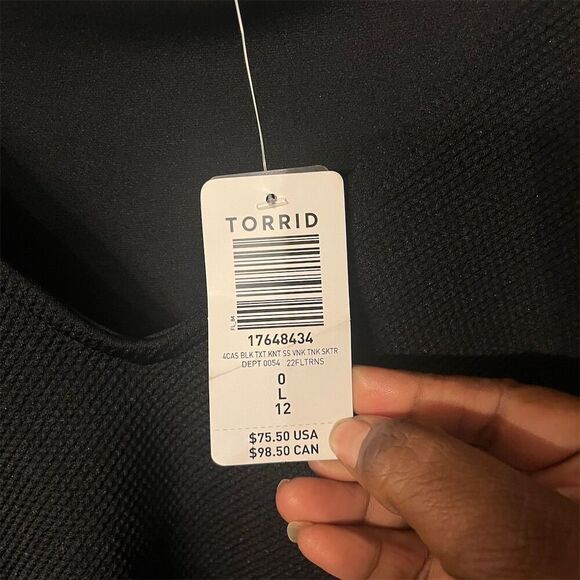 TORRID
FL_84
17648434
4CAS BLK TXT KNT SS VNK TNK SKTR
DEPT 0054 22FLTRNS
0
L
12
$75.50 USA
$98.50 CAN